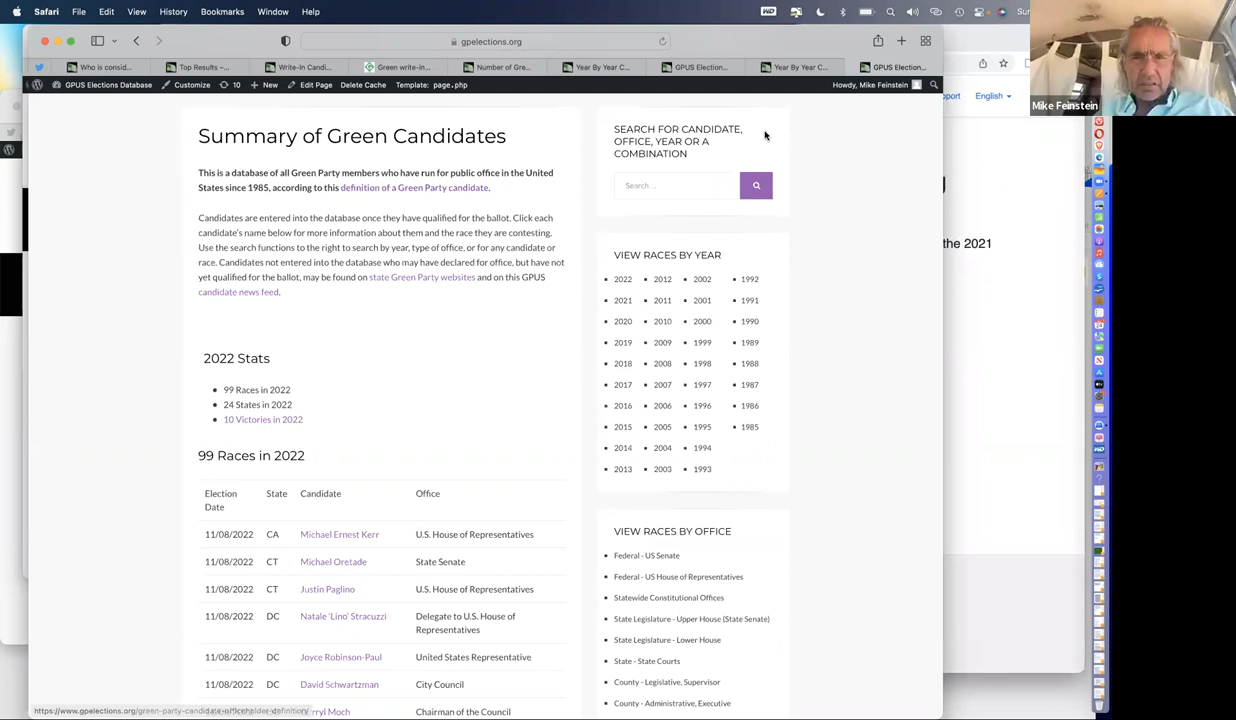 Safari File Edit View History Bookmarks Window Help
gpelections.org
Who is consid... Top Results –... Write-In Candi... Green write-in... Number of Gre... Year By Year C... GPUS Election... Year By Year C... GPUS Election...
GPUS Elections Database Customize 10 New Edit Page Delete Cache Template: page.php Howdy, Mike Feinstein
Mike Feinstein
English
Summary of Green Candidates
This is a database of all Green Party members who have run for public office in the United
States since 1985, according to this definition of a Green Party candidate.
Candidates are entered into the database once they have qualified for the ballot. Click each
candidate's name below for more information about them and the race they are contesting.
Use the search functions to the right to search by year, type of office, or for any candidate or
race. Candidates not entered into the database who may have declared for office, but have not
yet qualified for the ballot, may be found on state Green Party websites and on this GPUS
candidate news feed.
2022 Stats
99 Races in 2022
24 States in 2022
10 Victories in 2022
99 Races in 2022
Election Date State Candidate Office
11/08/2022 CA Michael Ernest Kerr U.S. House of Representatives
11/08/2022 CT Michael Oretade State Senate
11/08/2022 CT Justin Paglino U.S. House of Representatives
11/08/2022 DC Natale 'Lino' Stracuzzi Delegate to U.S. House of
Representatives
11/08/2022 DC Joyce Robinson-Paul United States Representative
11/08/2022 DC David Schwartzman City Council
Chairman of the Council
https://www.gpelections.org/green-party-candidate-officeholder-definition/
SEARCH FOR CANDIDATE,
OFFICE, YEAR OR A
COMBINATION
Search ...
VIEW RACES BY YEAR
2022 2012 2002 1992
2021 2011 2001 1991
2020 2010 2000 1990
2019 2009 1999 1989
2018 2008 1998 1988
2017 2007 1997 1987
2016 2006 1996 1986
2015 2005 1995 1985
2014 2004 1994
2013 2003 1993
VIEW RACES BY OFFICE
Federal - US Senate
Federal - US House of Representatives
Statewide Constitutional Offices
State Legislature - Upper House (State Senate)
State Legislature - Lower House
State - State Courts
County - Legislative, Supervisor
County - Administrative, Executive
the 2021